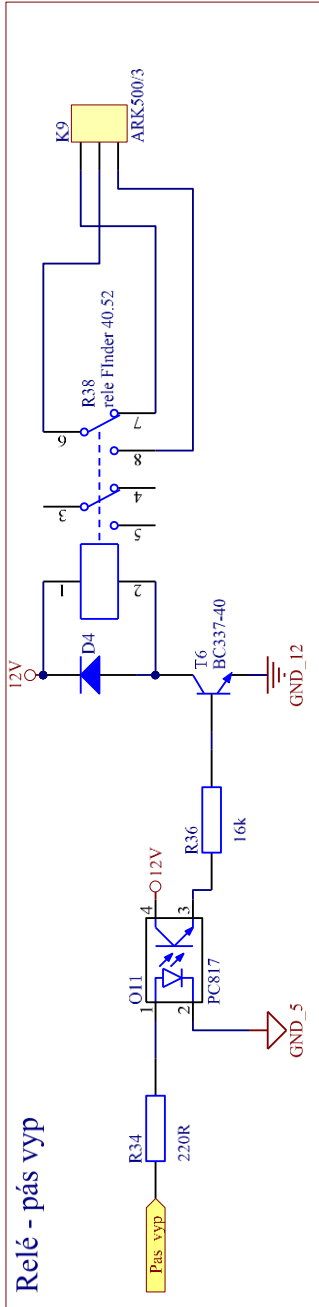 Relé - pás vyp
Pas vyp
R34
220R
O11
1
2
4
3
PC817
12V
GND_5
R36
16k
12V
D4
T6
BC337-40
GND_12
1
2
3
4
5
6
7
8
R38
rele FInder 40.52
K9
ARK500/3